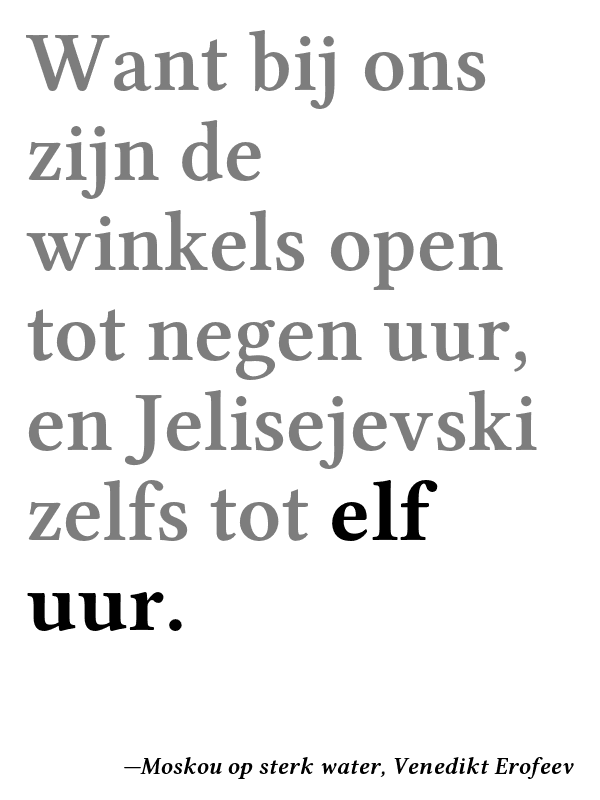 Want bij ons
zijn de
winkels open
tot negen uur,
en Jelisejevski
zelfs tot elf
uur.
—Moskou op sterk water, Venedikt Erofeev